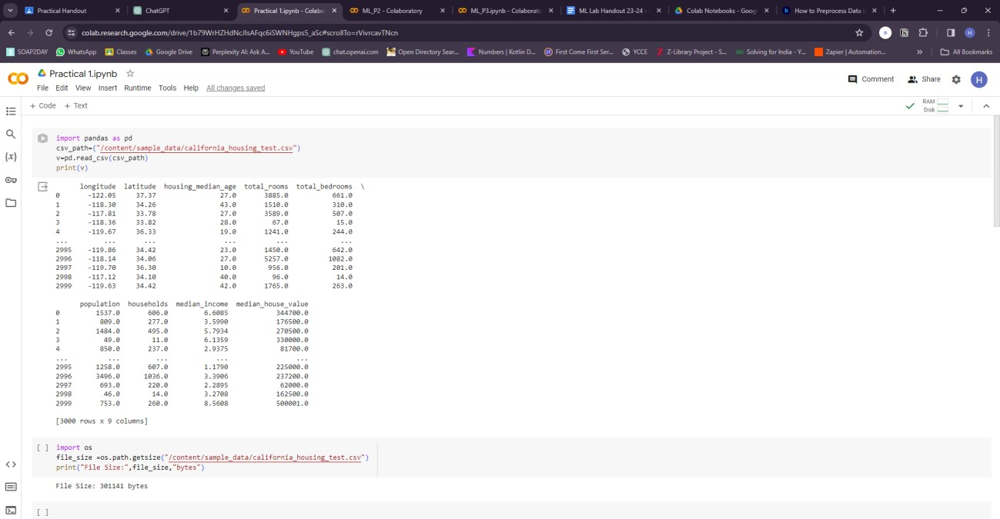 Practical Handout
ChatGPT
Practical 1.ipynb - Colabo
ML_P2 - Colaboratory
ML_P3.ipynb - Colaborato
ML Lab Handout 23-24 -
Colab Notebooks - Goog
How to Preprocess Data i
colab.research.google.com/drive/1b79WrHZHdNcJIsAFqc6iSWNHgps5_aSc#scrollTo=rVivrcavTNcn
SOAP2DAY
WhatsApp
Classes
Google Drive
Perplexity AI: Ask A...
YouTube
chat.openai.com
Open Directory Sear...
Numbers | Kotlin D...
First Come First Ser...
YCCE
Z-Library Project - S...
Solving for India - Y...
Zapier | Automation...
All Bookmarks
Practical 1.ipynb
Comment
Share
H
File Edit View Insert Runtime Tools Help All changes saved
+ Code + Text
RAM
Disk
import pandas as pd
csv_path=("/content/sample_data/california_housing_test.csv")
v=pd.read_csv(csv_path)
print(v)
longitude latitude housing_median_age total_rooms total_bedrooms \
0 -122.05 37.37 27.0 3885.0 661.0
1 -118.30 34.26 43.0 1510.0 310.0
2 -117.81 33.78 27.0 3589.0 507.0
3 -118.36 33.82 28.0 67.0 15.0
4 -119.67 36.33 19.0 1241.0 244.0
... ... ... ... ... ...
2995 -119.86 34.42 23.0 1450.0 642.0
2996 -118.14 34.06 27.0 5257.0 1082.0
2997 -119.70 36.30 10.0 956.0 201.0
2998 -117.12 34.10 40.0 96.0 14.0
2999 -119.63 34.42 42.0 1765.0 263.0
population households median_income median_house_value
0 1537.0 606.0 6.6085 344700.0
1 809.0 277.0 3.5990 176500.0
2 1484.0 495.0 5.7934 270500.0
3 49.0 11.0 6.1359 330000.0
4 850.0 237.0 2.9375 81700.0
... ... ... ... ...
2995 1258.0 607.0 1.1790 225000.0
2996 3496.0 1036.0 3.3906 237200.0
2997 693.0 220.0 2.2895 62000.0
2998 46.0 14.0 3.2708 162500.0
2999 753.0 260.0 8.5608 500001.0
[3000 rows x 9 columns]
[ ] import os
file_size =os.path.getsize("/content/sample_data/california_housing_test.csv")
print("File Size:",file_size,"bytes")
File Size: 301141 bytes
[ ]